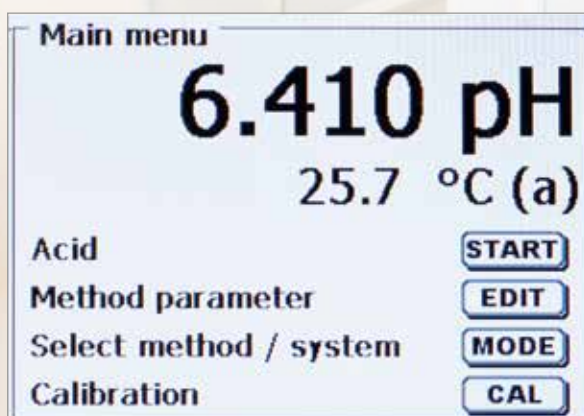 Main menu
6.410 pH
25.7 °C (a)
Acid START
Method parameter EDIT
Select method / system MODE
Calibration CAL